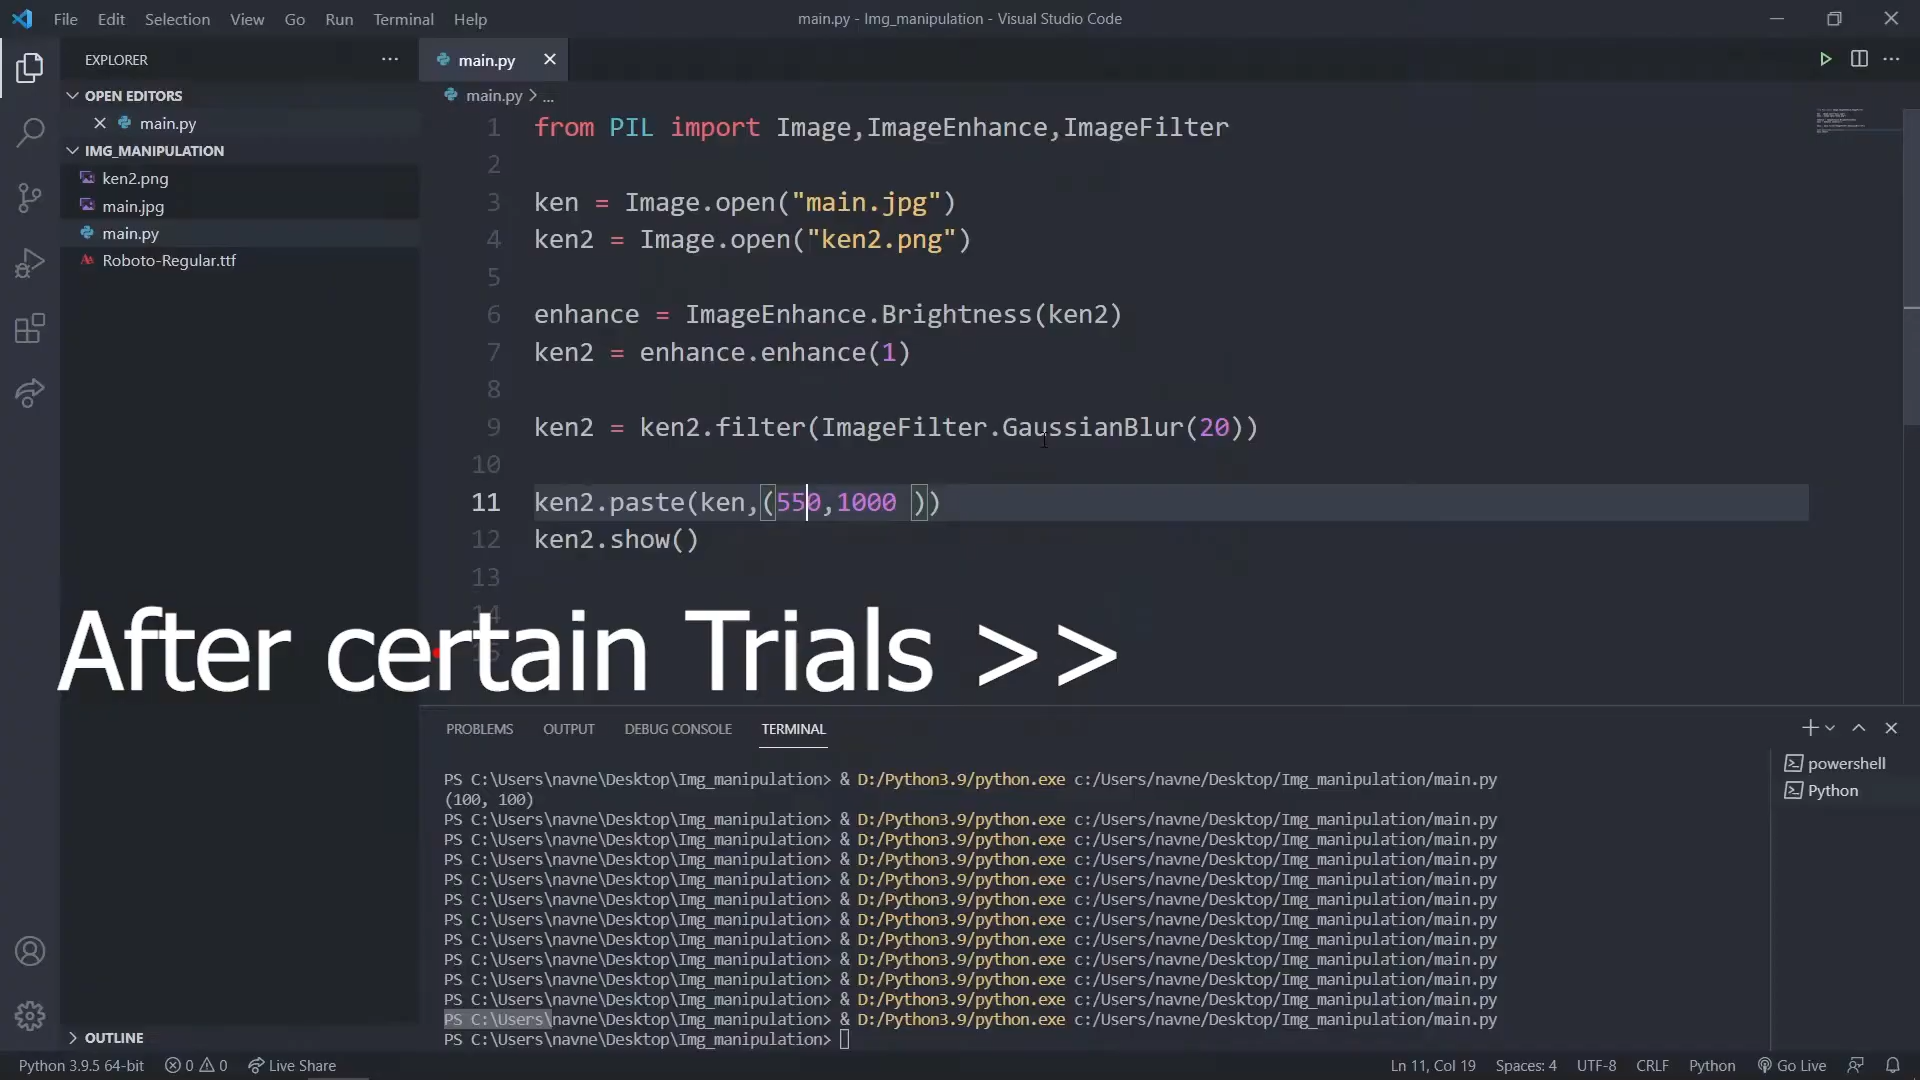 File Edit Selection View Go Run Terminal Help
main.py - Img_manipulation - Visual Studio Code
EXPLORER
OPEN EDITORS
main.py
IMG_MANIPULATION
ken2.png
main.jpg
main.py
Roboto-Regular.ttf
OUTLINE
main.py
main.py > ...
1 from PIL import Image,ImageEnhance,ImageFilter
2
3 ken = Image.open("main.jpg")
4 ken2 = Image.open("ken2.png")
5
6 enhance = ImageEnhance.Brightness(ken2)
7 ken2 = enhance.enhance(1)
8
9 ken2 = ken2.filter(ImageFilter.GaussianBlur(20))
10
11 ken2.paste(ken,(550,1000 ))
12 ken2.show()
13
14
After certain Trials >>
PROBLEMS OUTPUT DEBUG CONSOLE TERMINAL
PS C:\Users\navne\Desktop\Img_manipulation> & D:/Python3.9/python.exe c:/Users/navne/Desktop/Img_manipulation/main.py
(100, 100)
PS C:\Users\navne\Desktop\Img_manipulation> & D:/Python3.9/python.exe c:/Users/navne/Desktop/Img_manipulation/main.py
PS C:\Users\navne\Desktop\Img_manipulation> & D:/Python3.9/python.exe c:/Users/navne/Desktop/Img_manipulation/main.py
PS C:\Users\navne\Desktop\Img_manipulation> & D:/Python3.9/python.exe c:/Users/navne/Desktop/Img_manipulation/main.py
PS C:\Users\navne\Desktop\Img_manipulation> & D:/Python3.9/python.exe c:/Users/navne/Desktop/Img_manipulation/main.py
PS C:\Users\navne\Desktop\Img_manipulation> & D:/Python3.9/python.exe c:/Users/navne/Desktop/Img_manipulation/main.py
PS C:\Users\navne\Desktop\Img_manipulation> & D:/Python3.9/python.exe c:/Users/navne/Desktop/Img_manipulation/main.py
PS C:\Users\navne\Desktop\Img_manipulation> & D:/Python3.9/python.exe c:/Users/navne/Desktop/Img_manipulation/main.py
PS C:\Users\navne\Desktop\Img_manipulation> & D:/Python3.9/python.exe c:/Users/navne/Desktop/Img_manipulation/main.py
PS C:\Users\navne\Desktop\Img_manipulation> & D:/Python3.9/python.exe c:/Users/navne/Desktop/Img_manipulation/main.py
PS C:\Users\navne\Desktop\Img_manipulation> & D:/Python3.9/python.exe c:/Users/navne/Desktop/Img_manipulation/main.py
PS C:\Users\navne\Desktop\Img_manipulation> & D:/Python3.9/python.exe c:/Users/navne/Desktop/Img_manipulation/main.py
PS C:\Users\navne\Desktop\Img_manipulation>
powershell
Python
Python 3.9.5 64-bit 0 0 Live Share
Ln 11, Col 19 Spaces: 4 UTF-8 CRLF Python Go Live